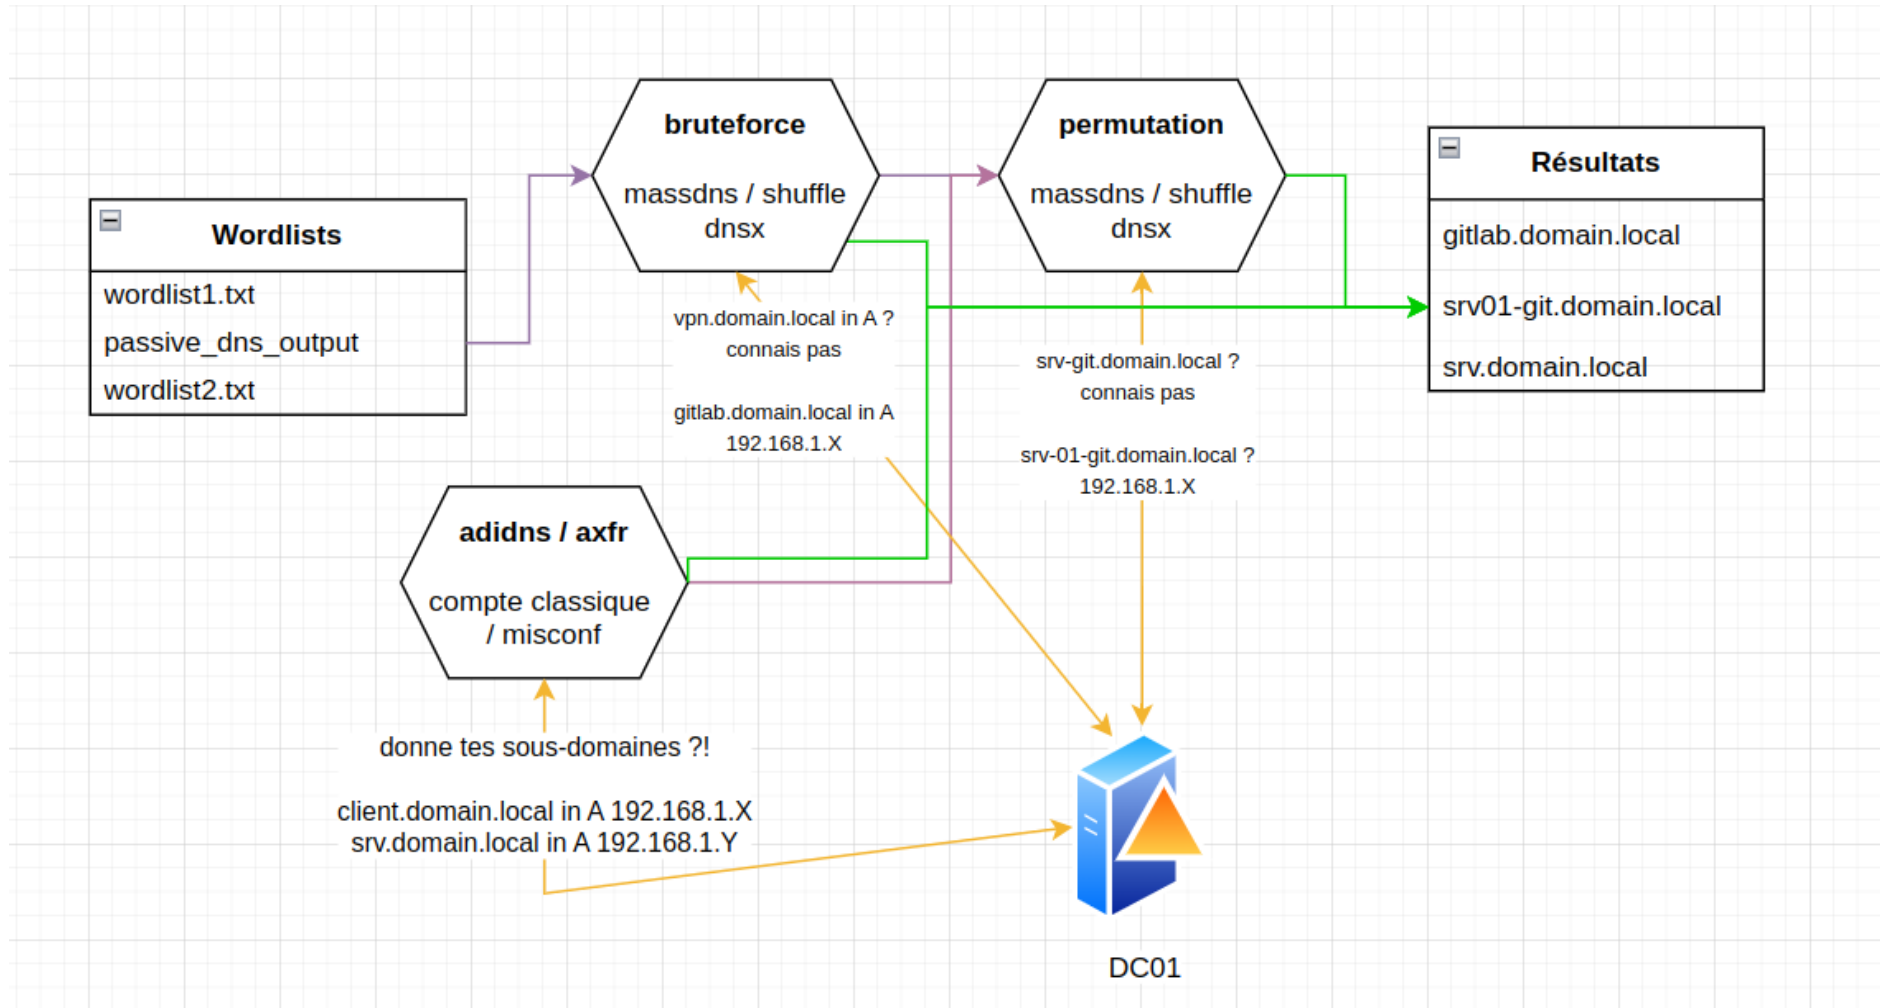 Wordlists
wordlist1.txt
passive_dns_output
wordlist2.txt
bruteforce
massdns / shuffle
dnsx
permutation
massdns / shuffle
dnsx
Résultats
gitlab.domain.local
srv01-git.domain.local
srv.domain.local
vpn.domain.local in A ?
connais pas
gitlab.domain.local in A
192.168.1.X
srv-git.domain.local ?
connais pas
srv-01-git.domain.local ?
192.168.1.X
adidns / axfr
compte classique
/ misconf
donne tes sous-domaines ?!
client.domain.local in A 192.168.1.X
srv.domain.local in A 192.168.1.Y
DC01